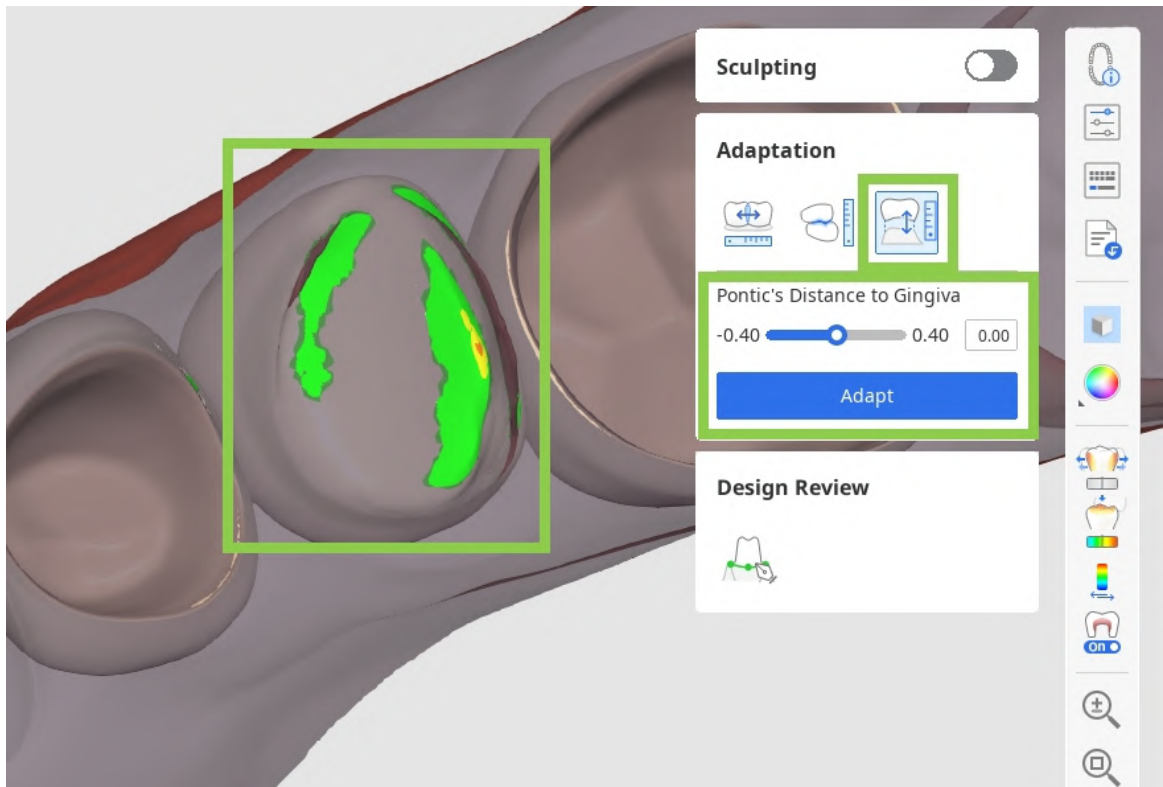 Sculpting
Adaptation
Pontic's Distance to Gingiva
-0.40 0.40 0.00
Adapt
Design Review
On